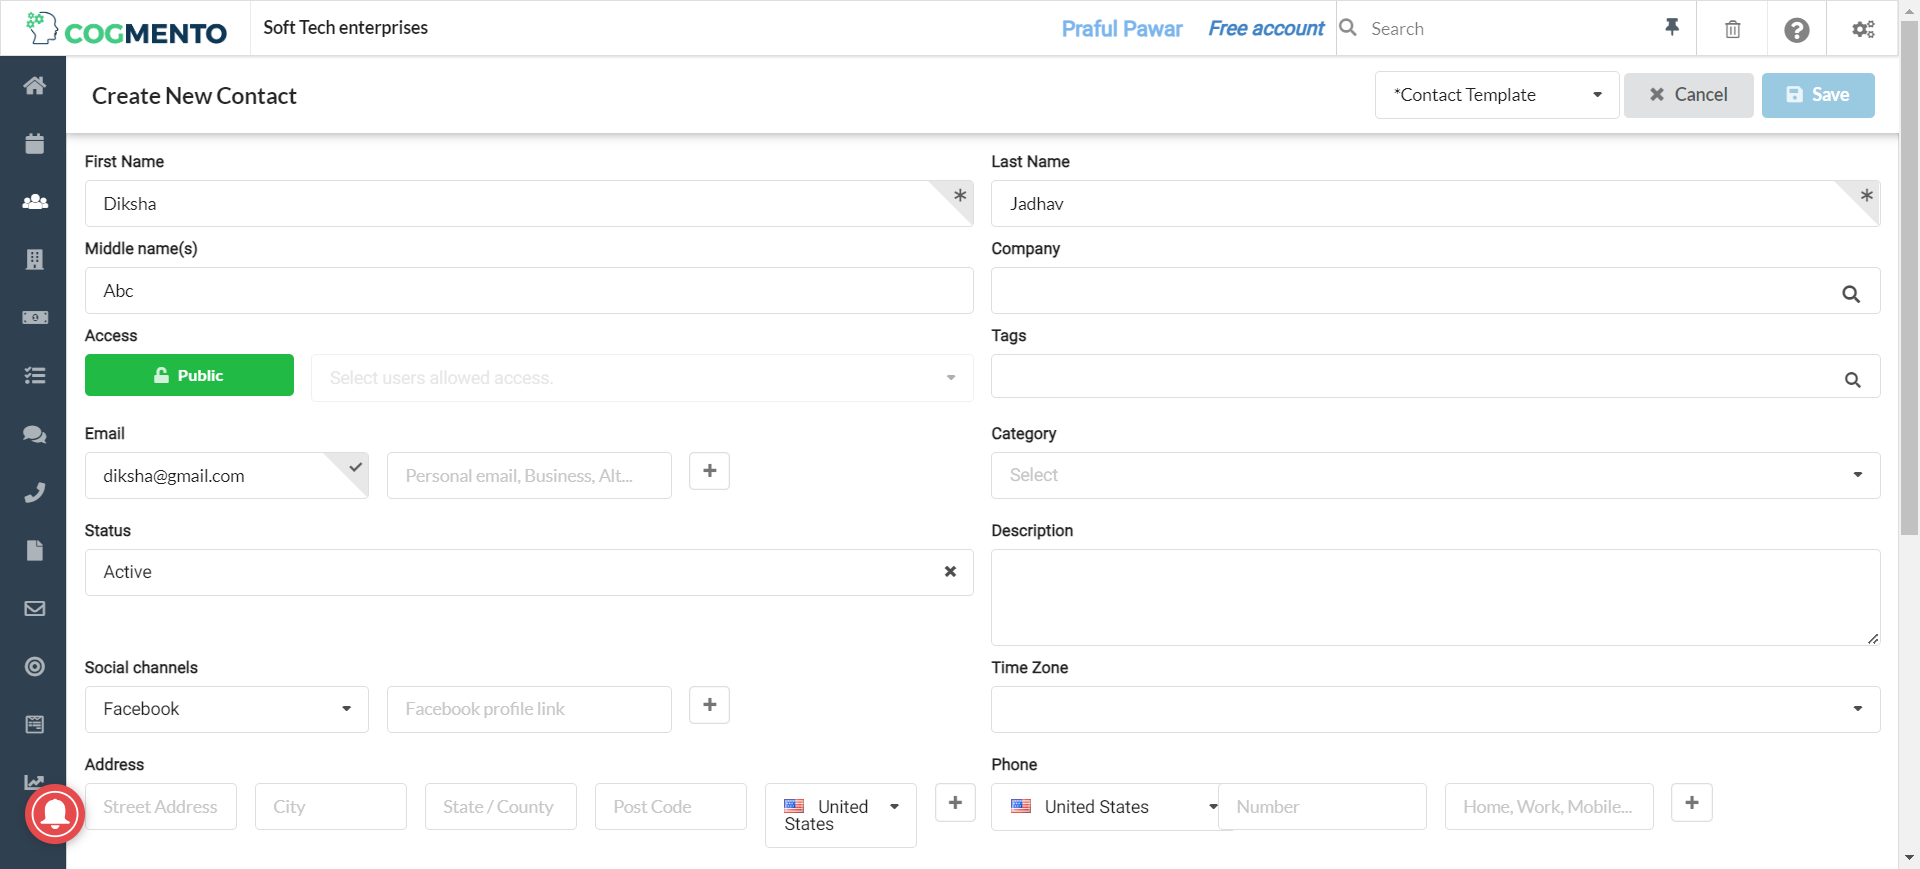 COGMENTO
Soft Tech enterprises
Praful Pawar
Free account
Search
Create New Contact
*Contact Template
Cancel
Save
First Name
Last Name
Diksha
*
Jadhav
*
Middle name(s)
Company
Abc
Access
Tags
Public
Select users allowed access.
Email
Category
diksha@gmail.com
Personal email, Business, Alt...
Select
Status
Description
Active
Social channels
Time Zone
Facebook
Facebook profile link
Address
Phone
Street Address
City
State / County
Post Code
United
States
United States
Number
Home, Work, Mobile...